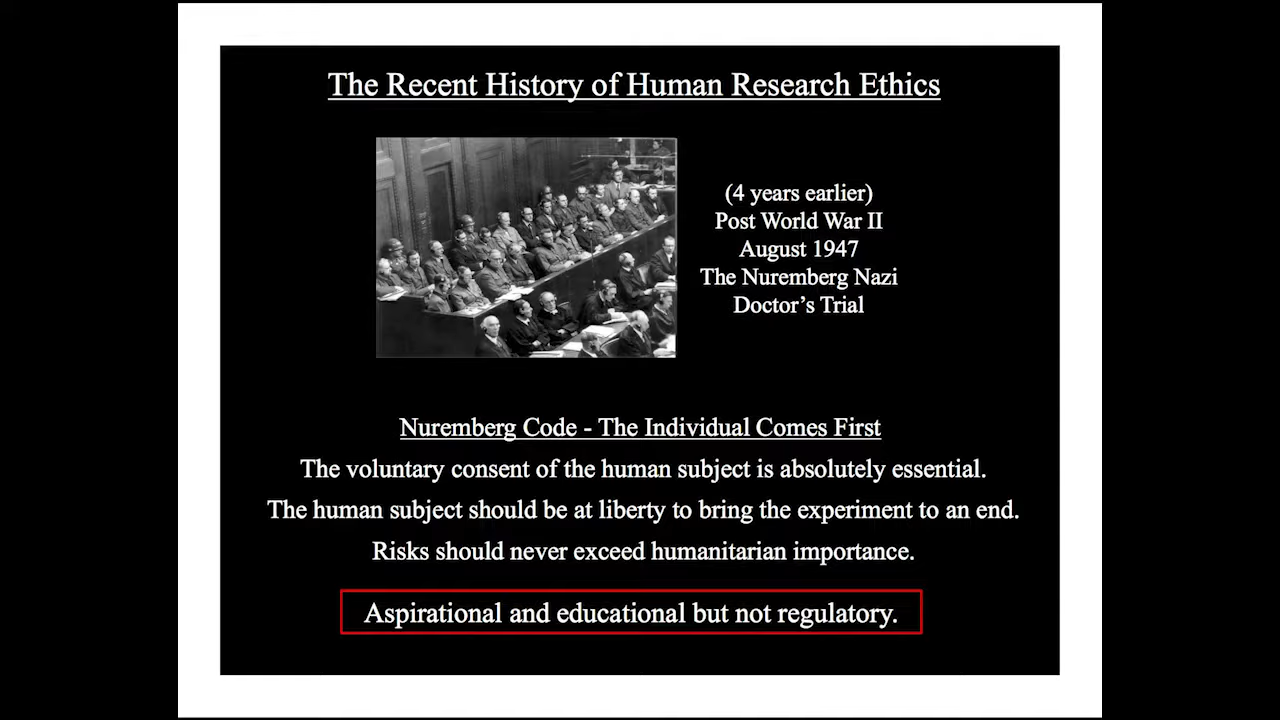 The Recent History of Human Research Ethics
(4 years earlier)
Post World War II
August 1947
The Nuremberg Nazi
Doctor’s Trial
Nuremberg Code - The Individual Comes First
The voluntary consent of the human subject is absolutely essential.
The human subject should be at liberty to bring the experiment to an end.
Risks should never exceed humanitarian importance.
Aspirational and educational but not regulatory.